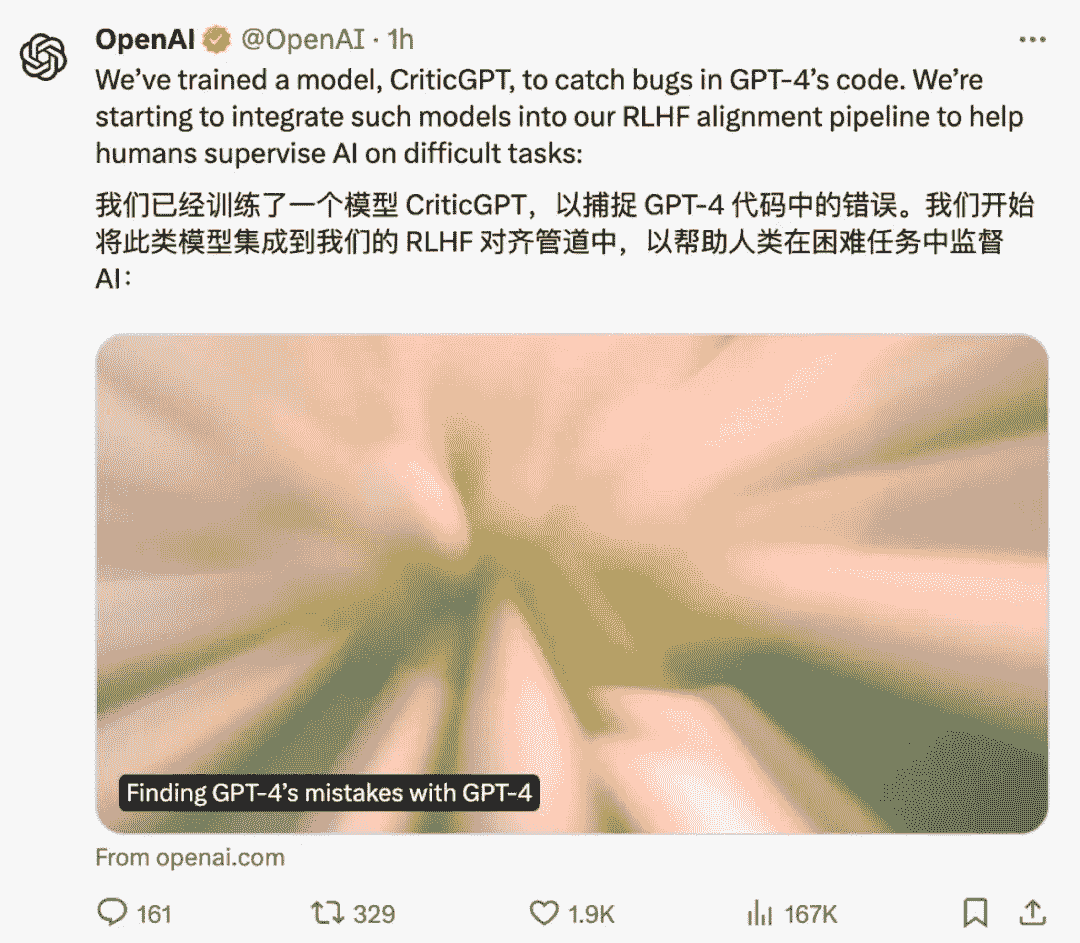 OpenAI @OpenAI · 1h
We’ve trained a model, CriticGPT, to catch bugs in GPT-4’s code. We’re
starting to integrate such models into our RLHF alignment pipeline to help
humans supervise AI on difficult tasks:
我们已经训练了一个模型 CriticGPT，以捕捉 GPT-4 代码中的错误。我们开始
将此类模型集成到我们的 RLHF 对齐管道中，以帮助人类在困难任务中监督
AI：
Finding GPT-4’s mistakes with GPT-4
From openai.com
161 329 1.9K 167K